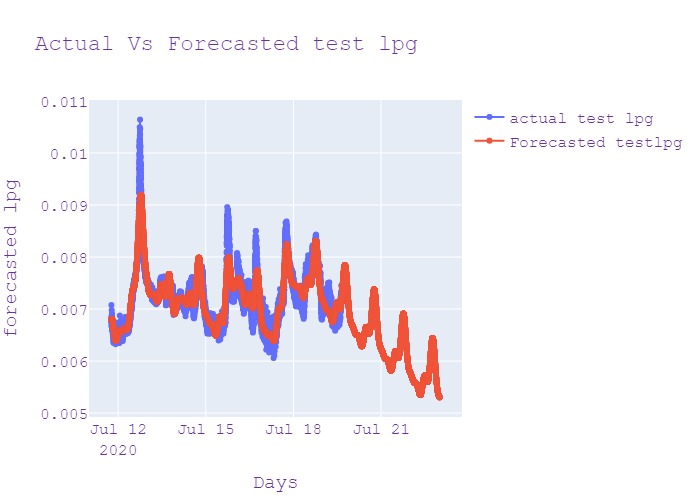 Actual Vs Forecasted test lpg
0.011
0.01
0.009
0.008
0.007
0.006
0.005
forecasted lpg
Jul 12
2020
Jul 15
Jul 18
Jul 21
Days
actual test lpg
Forecasted testlpg